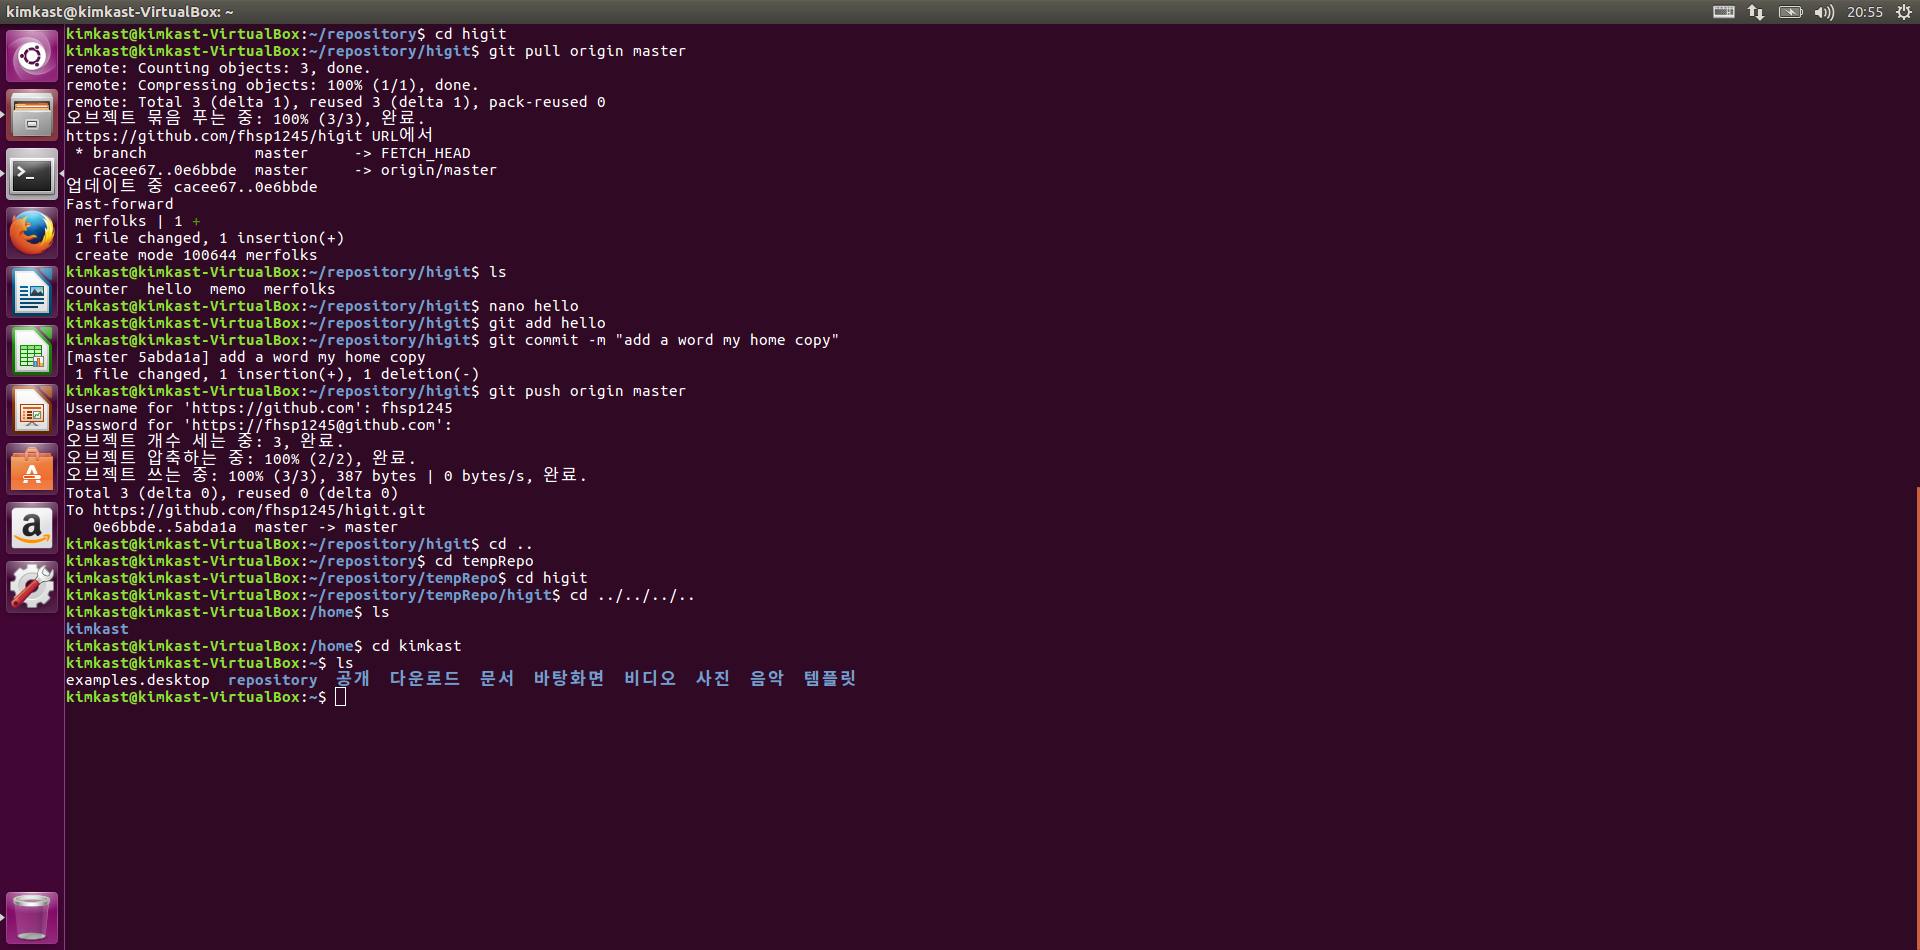 kimkast@kimkast-VirtualBox: ~
20:55
kimkast@kimkast-VirtualBox:~/repository$ cd higit
kimkast@kimkast-VirtualBox:~/repository/higit$ git pull origin master
remote: Counting objects: 3, done.
remote: Compressing objects: 100% (1/1), done.
remote: Total 3 (delta 1), reused 3 (delta 1), pack-reused 0
오브젝트 묶음 푸는 중: 100% (3/3), 완료.
https://github.com/fhsp1245/higit URL에서
 * branch            master     -> FETCH_HEAD
   cacee67..0e6bbde  master     -> origin/master
업데이트 중 cacee67..0e6bbde
Fast-forward
 merfolks | 1 +
 1 file changed, 1 insertion(+)
 create mode 100644 merfolks
kimkast@kimkast-VirtualBox:~/repository/higit$ ls
counter  hello  memo  merfolks
kimkast@kimkast-VirtualBox:~/repository/higit$ nano hello
kimkast@kimkast-VirtualBox:~/repository/higit$ git add hello
kimkast@kimkast-VirtualBox:~/repository/higit$ git commit -m "add a word my home copy"
[master 5abda1a] add a word my home copy
 1 file changed, 1 insertion(+), 1 deletion(-)
kimkast@kimkast-VirtualBox:~/repository/higit$ git push origin master
Username for 'https://github.com': fhsp1245
Password for 'https://fhsp1245@github.com':
오브젝트 개수 세는 중: 3, 완료.
오브젝트 압축하는 중: 100% (2/2), 완료.
오브젝트 쓰는 중: 100% (3/3), 387 bytes | 0 bytes/s, 완료.
Total 3 (delta 0), reused 0 (delta 0)
To https://github.com/fhsp1245/higit.git
   0e6bbde..5abda1a  master -> master
kimkast@kimkast-VirtualBox:~/repository/higit$ cd ..
kimkast@kimkast-VirtualBox:~/repository$ cd tempRepo
kimkast@kimkast-VirtualBox:~/repository/tempRepo$ cd higit
kimkast@kimkast-VirtualBox:~/repository/tempRepo/higit$ cd ../../../..
kimkast@kimkast-VirtualBox:/home$ ls
kimkast
kimkast@kimkast-VirtualBox:/home$ cd kimkast
kimkast@kimkast-VirtualBox:~$ ls
examples.desktop  repository  공개  다운로드  문서  바탕화면  비디오  사진  음악  템플릿
kimkast@kimkast-VirtualBox:~$